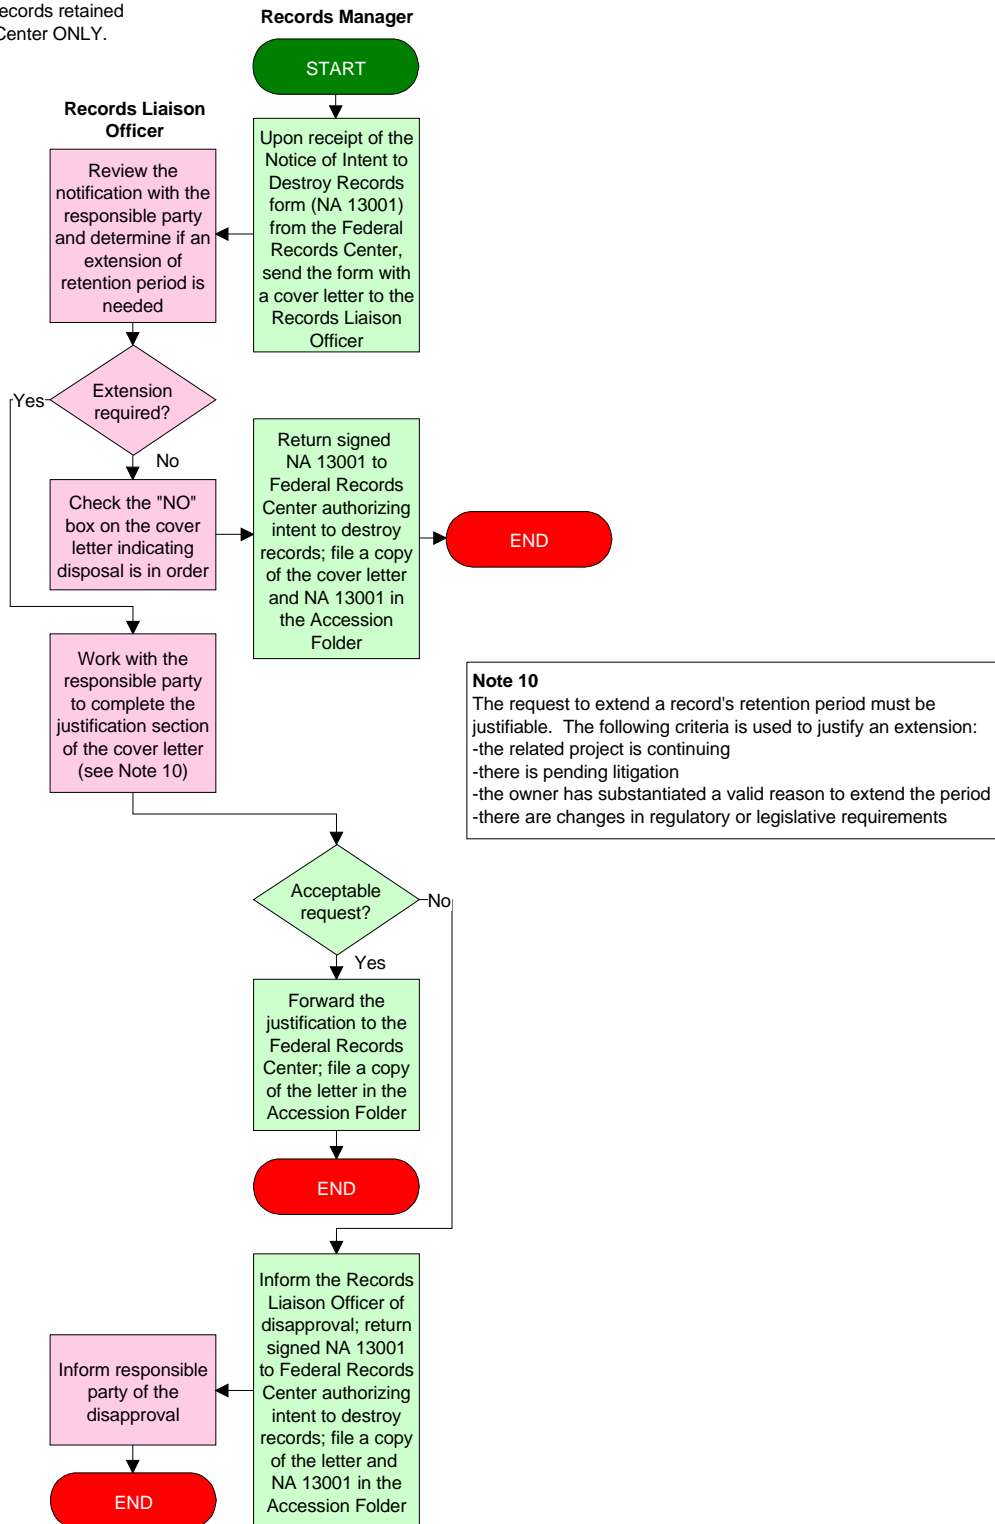 ecords retained
Center ONLY.
Records Manager
START
Records Liaison
Officer
Upon receipt of the
Notice of Intent to
Destroy Records
form (NA 13001)
from the Federal
Records Center,
send the form with
a cover letter to the
Records Liaison
Officer
Review the
notification with the
responsible party
and determine if an
extension of
retention period is
needed
Extension
required?
Yes
No
Check the "NO"
box on the cover
letter indicating
disposal is in order
Return signed
NA 13001 to
Federal Records
Center authorizing
intent to destroy
records; file a copy
of the cover letter
and NA 13001 in
the Accession
Folder
END
Work with the
responsible party
to complete the
justification section
of the cover letter
(see Note 10)
Note 10
The request to extend a record's retention period must be
justifiable.  The following criteria is used to justify an extension:
-the related project is continuing
-there is pending litigation
-the owner has substantiated a valid reason to extend the period
-there are changes in regulatory or legislative requirements
Acceptable
request?
No
Yes
Forward the
justification to the
Federal Records
Center; file a copy
of the letter in the
Accession Folder
END
Inform the Records
Liaison Officer of
disapproval; return
signed NA 13001
to Federal Records
Center authorizing
intent to destroy
records; file a copy
of the letter and
NA 13001 in the
Accession Folder
Inform responsible
party of the
disapproval
END